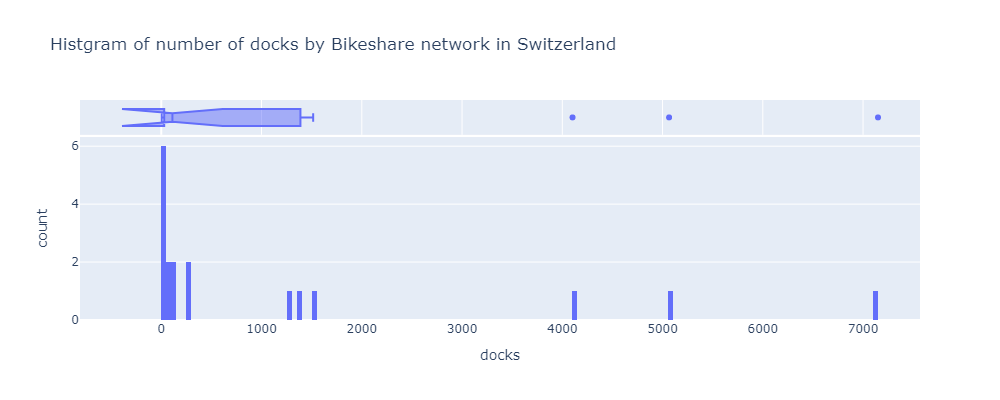 Histgram of number of docks by Bikeshare network in Switzerland
6
4
2
0
count
0 1000 2000 3000 4000 5000 6000 7000
docks